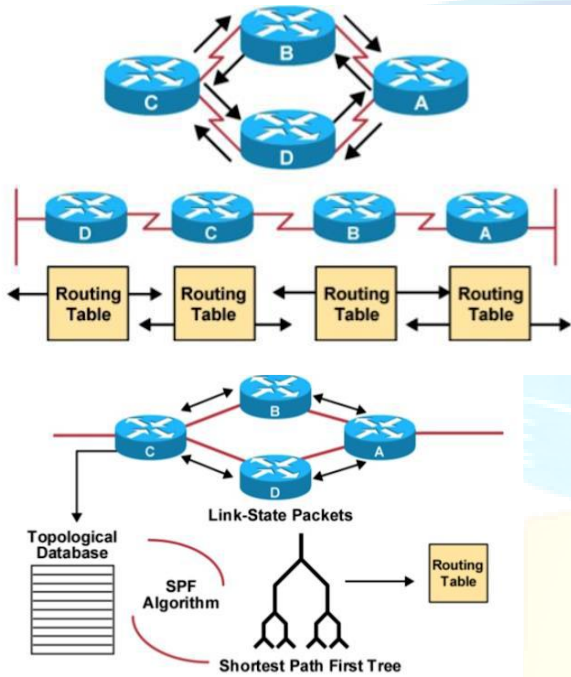 B
C
A
D
D
C
B
A
Routing
Table
Routing
Table
Routing
Table
Routing
Table
B
C
A
D
Link-State Packets
Topological
Database
SPF
Algorithm
Routing
Table
Shortest Path First Tree